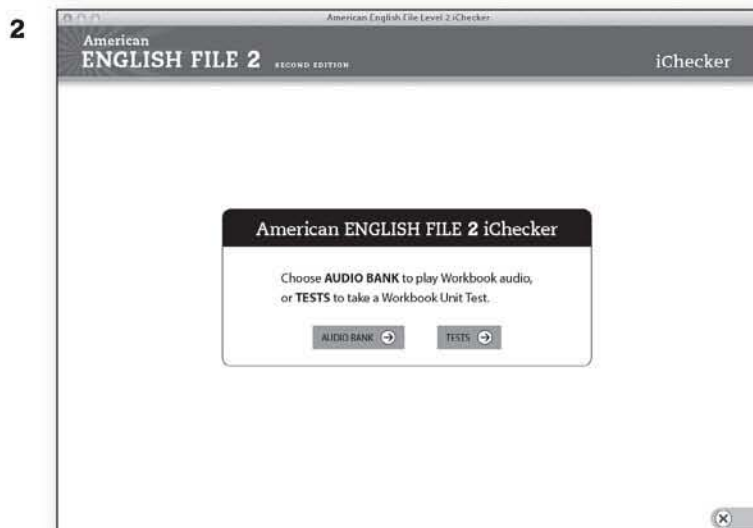 2
American English File Level 2 iChecker
American
ENGLISH FILE 2 SECOND EDITION
iChecker
American ENGLISH FILE 2 iChecker
Choose AUDIO BANK to play Workbook audio,
or TESTS to take a Workbook Unit Test.
AUDIO BANK
TESTS